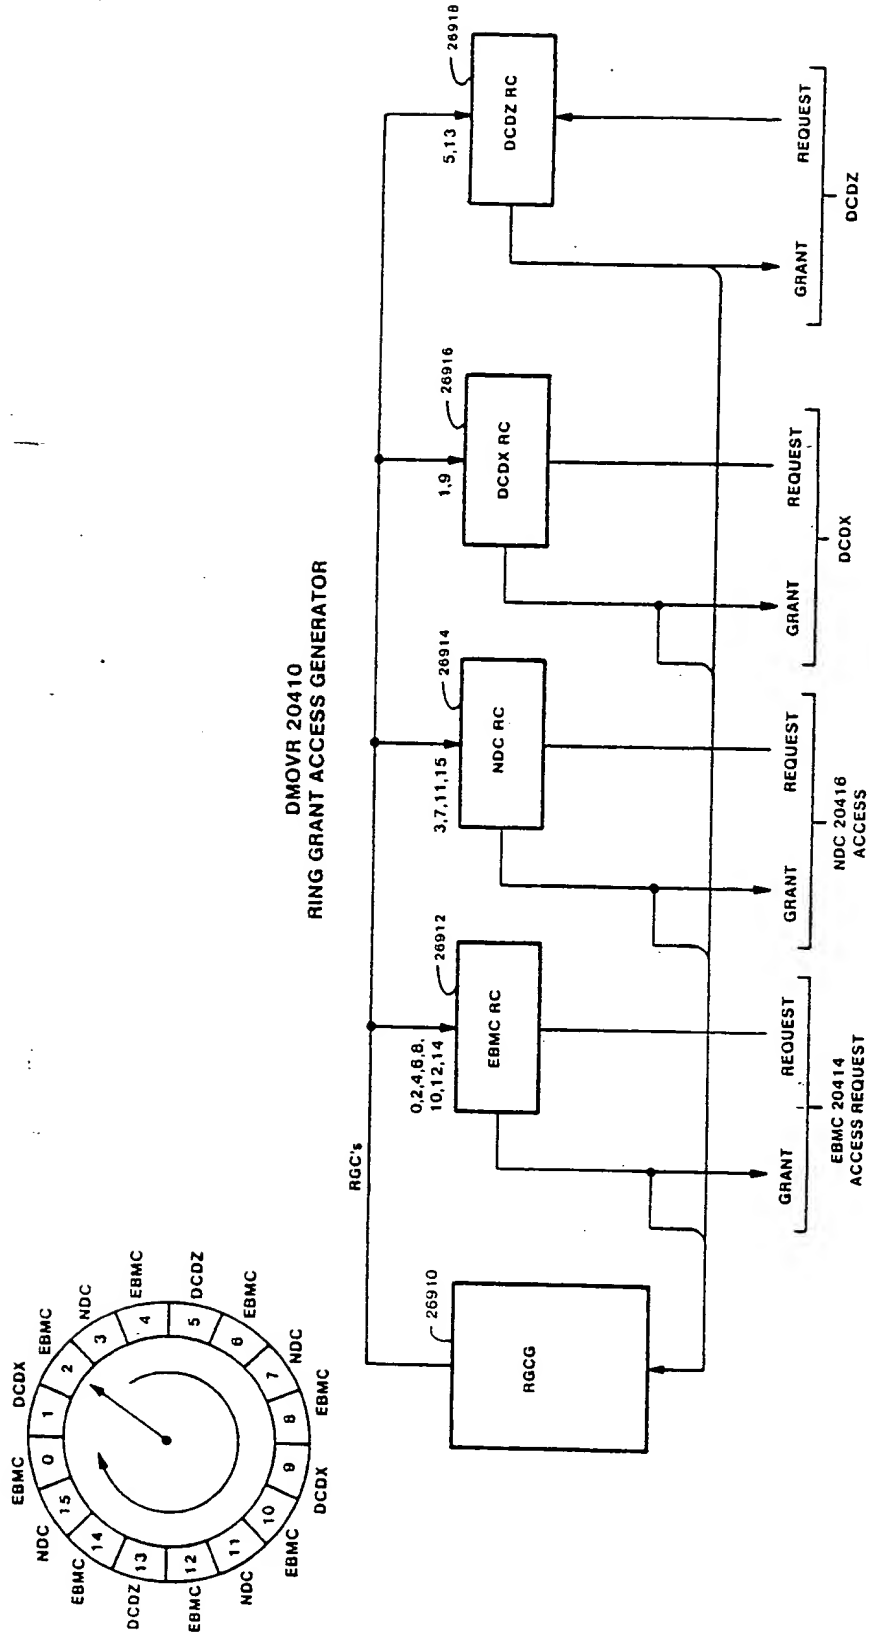 DMOVR 20410
RING GRANT ACCESS GENERATOR
EBMC
DCDX
EBMC
NDC
EBMC
DCDZ
EBMC
NDC
EBMC
DCDX
EBMC
NDC
EBMC
DCDZ
EBMC
NDC
0
1
2
3
4
5
6
7
8
9
10
11
12
13
14
15
RGC's
26910
RGCG
0,2,4,6,8,
10,12,14
26912
EBMC RC
3,7,11,15
26914
NDC RC
1,9
26916
DCDX RC
5,13
26918
DCDZ RC
GRANT
REQUEST
EBMC 20414
ACCESS REQUEST
GRANT
REQUEST
NDC 20416
ACCESS
GRANT
REQUEST
DCDX
GRANT
REQUEST
DCDZ